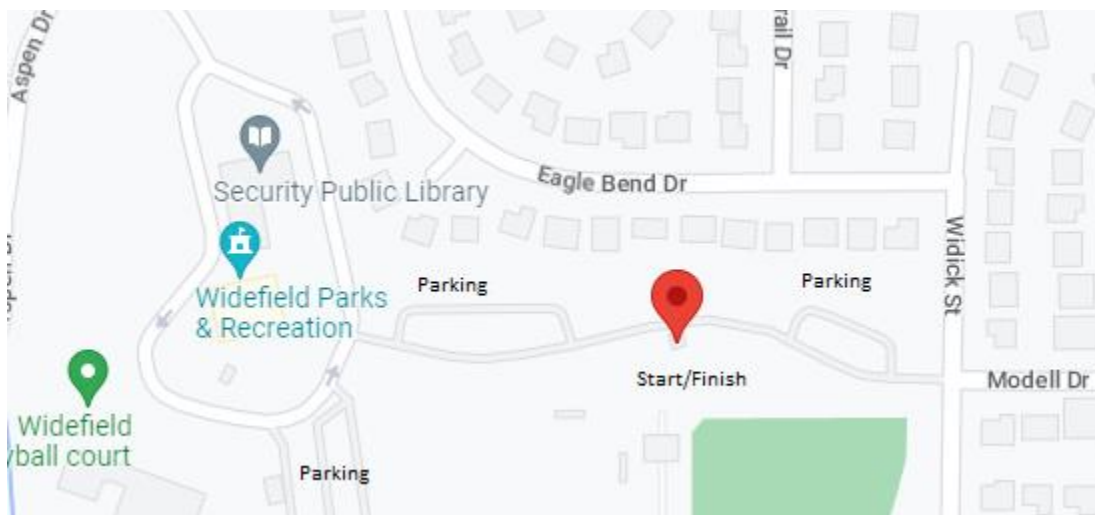 Aspen Dr
rail Dr
Security Public Library
Eagle Bend Dr
Widick St
Parking
Parking
Widefield Parks
& Recreation
Start/Finish
Modell Dr
Widefield
yball court
Parking